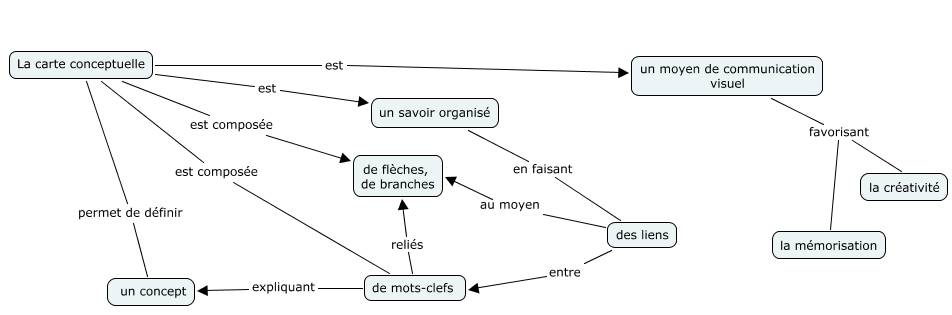 La carte conceptuelle
est
un moyen de communication
visuel
est
un savoir organisé
est composée
favorisant
de flèches,
de branches
en faisant
est composée
la créativité
au moyen
permet de définir
des liens
reliés
la mémorisation
entre
un concept
expliquant
de mots-clefs